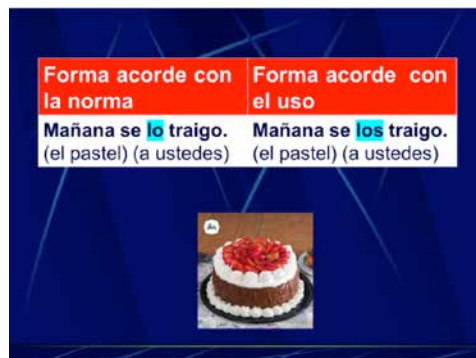 Forma acorde con
la norma
Forma acorde con
el uso
Mañana se lo traigo.
(el pastel) (a ustedes)
Mañana se los traigo.
(el pastel) (a ustedes)